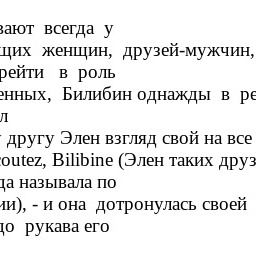 вают всегда у
щих женщин, друзей-мужчин,
рейти в роль
енных, Билибин однажды в ре
л
другу Элен взгляд свой на все
outez, Bilibine (Элен таких друз
да называла по
ии), - и она дотронулась своей
до рукава его